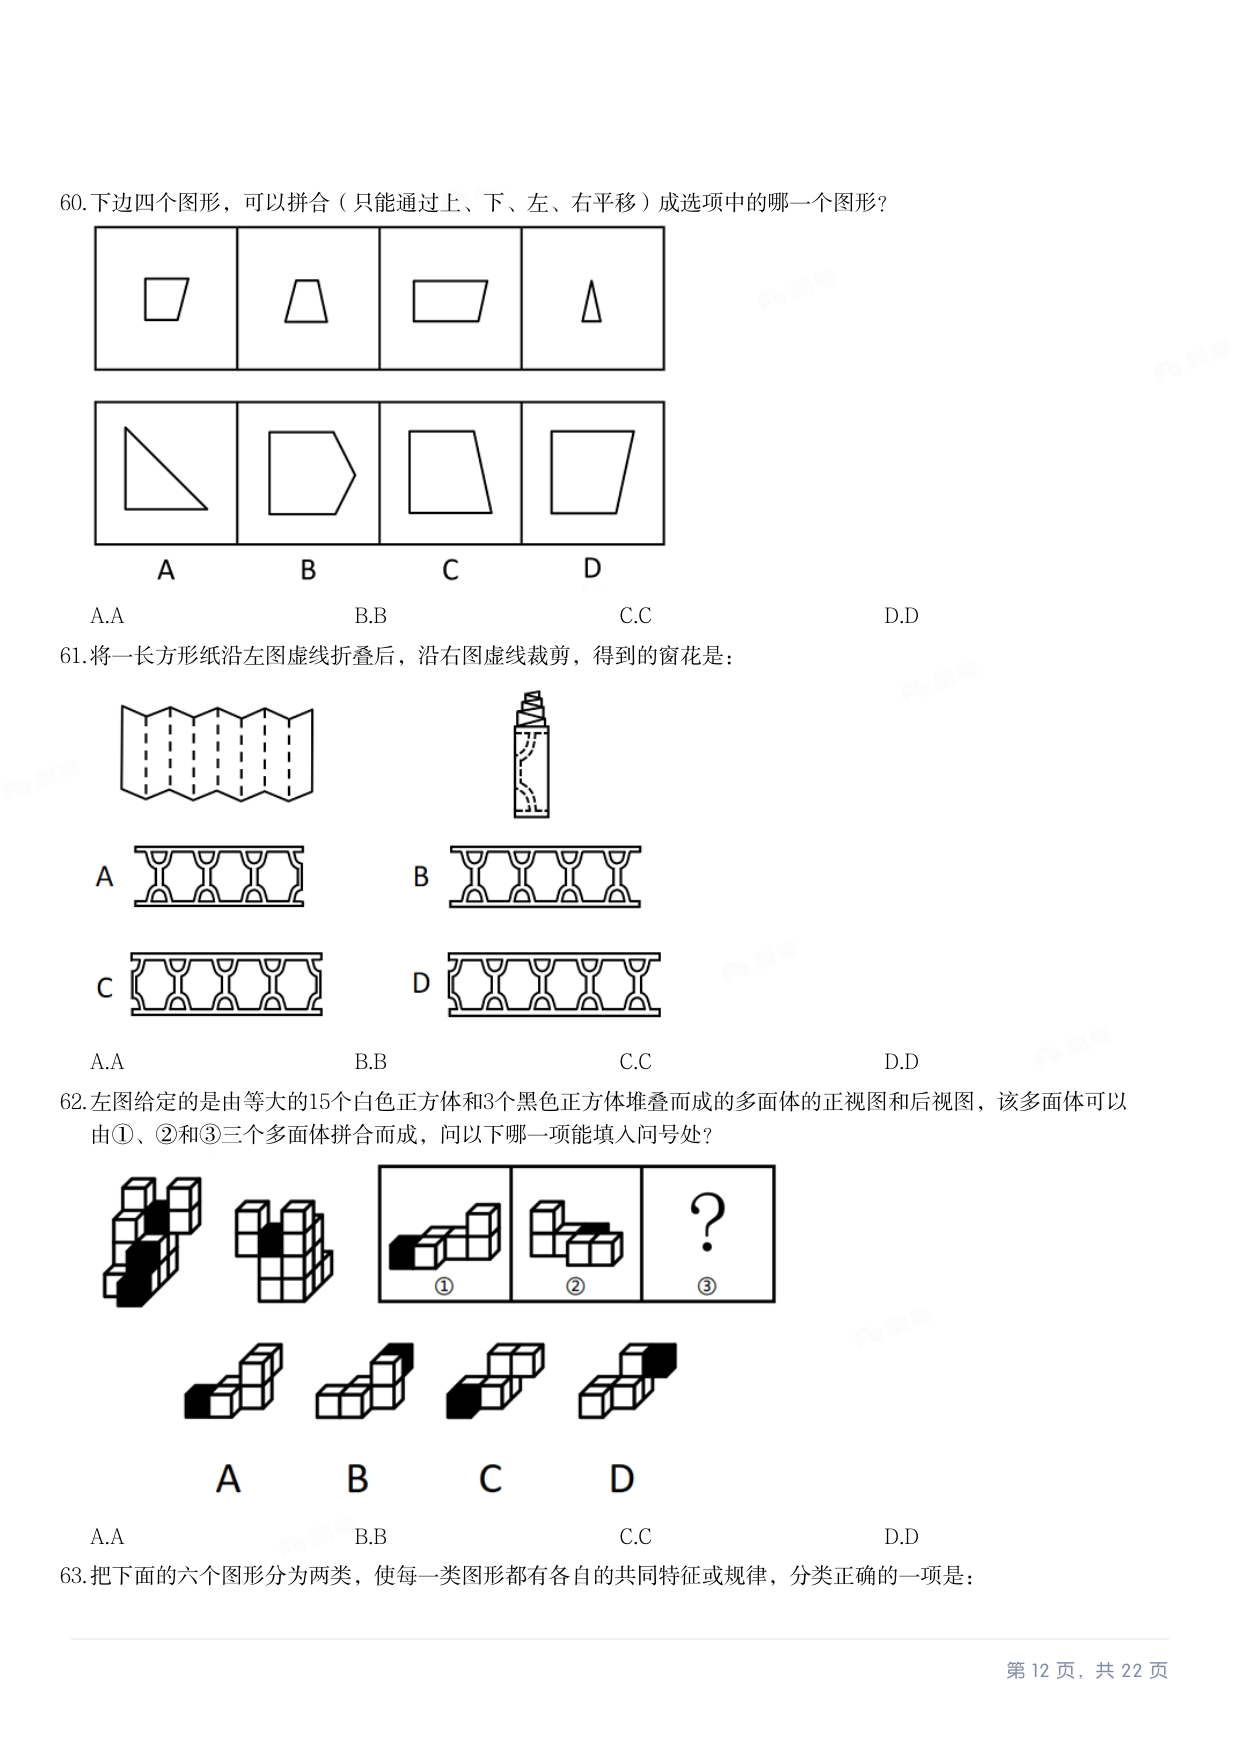 60.下边四个图形，可以拼合（只能通过上、下、左、右平移）成选项中的哪一个图形？
A B C D
A.A B.B C.C D.D
61.将一长方形纸沿左图虚线折叠后，沿右图虚线裁剪，得到的窗花是：
A B
C D
A.A B.B C.C D.D
62.左图给定的是由等大的15个白色正方体和3个黑色正方体堆叠而成的多面体的正视图和后视图，该多面体可以
由①、②和③三个多面体拼合而成，问以下哪一项能填入问号处？
?
① ② ③
A B C D
A.A B.B C.C D.D
63.把下面的六个图形分为两类，使每一类图形都有各自的共同特征或规律，分类正确的一项是：
第 12 页，共 22 页